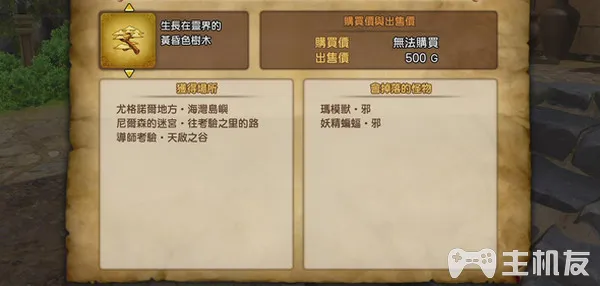 生長在靈界的
黃昏色樹木
購買價與出售價
購買價 無法購買
出售價 500 G
獲得場所
尤格諾爾地方・海灣島嶼
尼爾森的迷宮・往考驗之里的路
導師考驗・天啟之谷
會掉落的怪物
瑪模獸・邪
妖精蝙蝠・邪
主机友